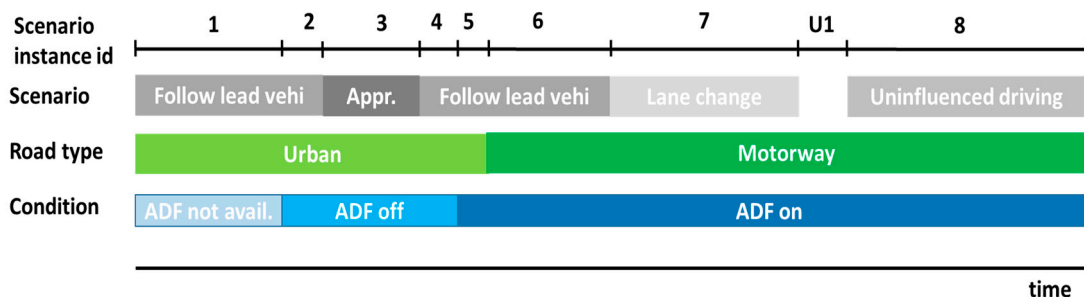 Scenario
instance id
1 2 3 4 5 6 7 U1 8
Scenario
Follow lead vehi Appr. Follow lead vehi Lane change Uninfluenced driving
Road type
Urban Motorway
Condition
ADF not avail. ADF off ADF on
time